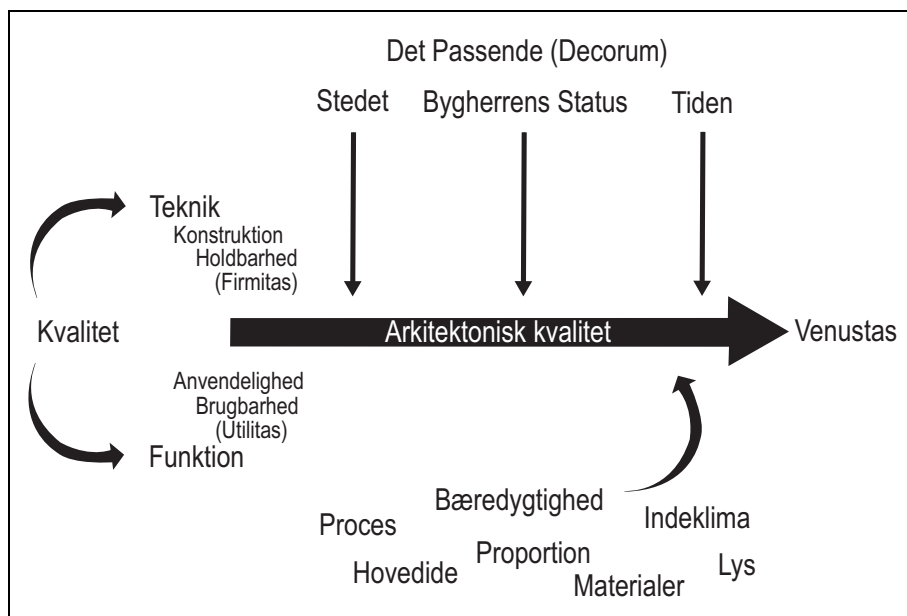 Det Passende (Decorum)
Stedet Bygherrens Status Tiden
Teknik
Konstruktion
Holdbarhed
(Firmitas)
Kvalitet
Arkitektonisk kvalitet
Venustas
Anvendelighed
Brugbarhed
(Utilitas)
Funktion
Bæredygtighed
Proces
Indeklima
Hovedide
Proportion
Materialer
Lys